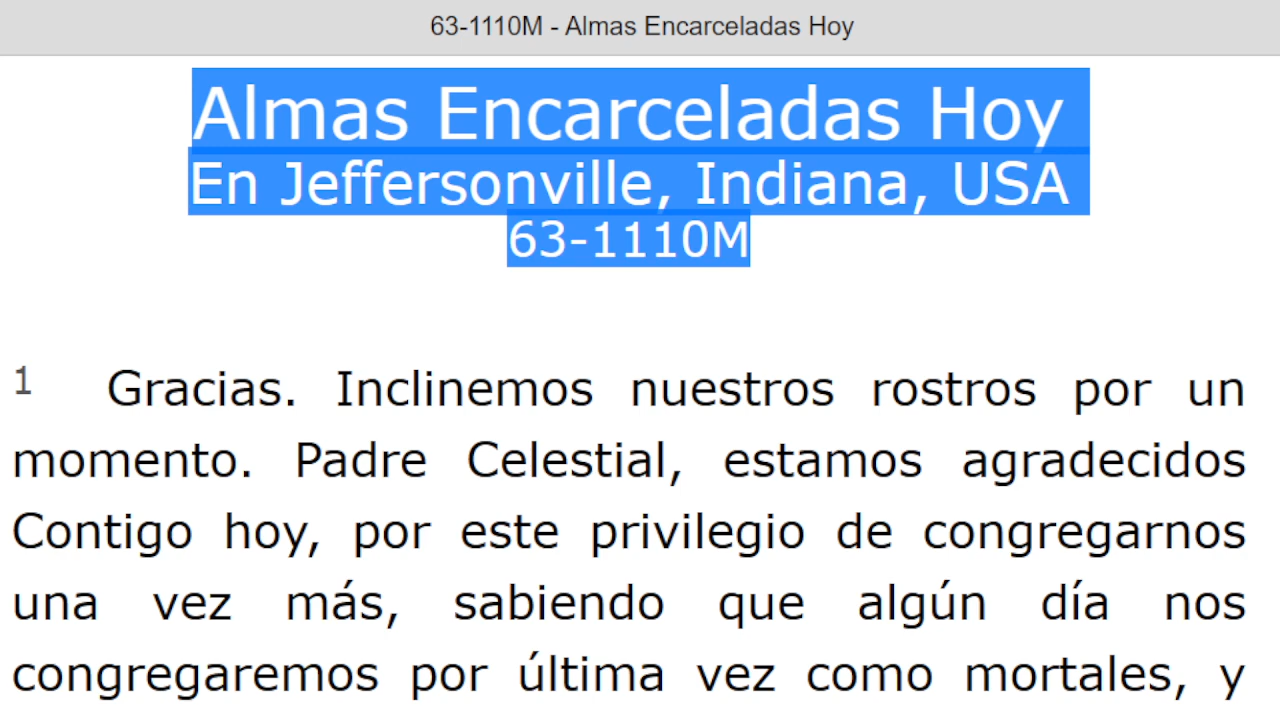 63-1110M - Almas Encarceladas Hoy
Almas Encarceladas Hoy
En Jeffersonville, Indiana, USA
63-1110M
1 Gracias. Inclinemos nuestros rostros por un
momento. Padre Celestial, estamos agradecidos
Contigo hoy, por este privilegio de congregarnos
una vez más, sabiendo que algún día nos
congregaremos por última vez como mortales, y